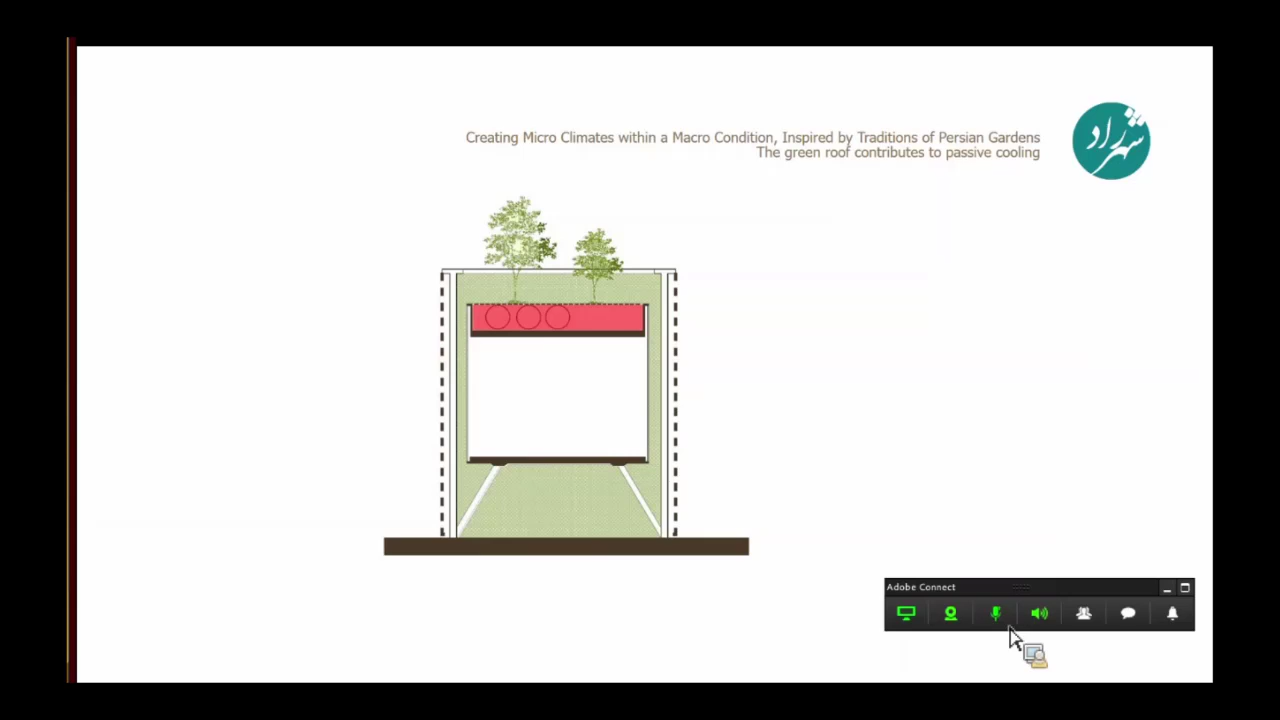 Creating Micro Climates within a Macro Condition, Inspired by Traditions of Persian Gardens
The green roof contributes to passive cooling
شهرزاد
Adobe Connect